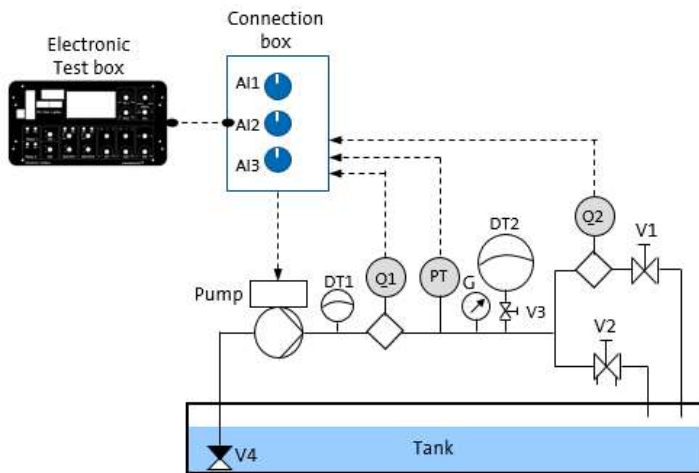 Electronic
Test box
Connection
box
AI1
AI2
AI3
Q2
V1
DT2
DT1
Q1
PT
G
Pump
V3
V2
V4
Tank